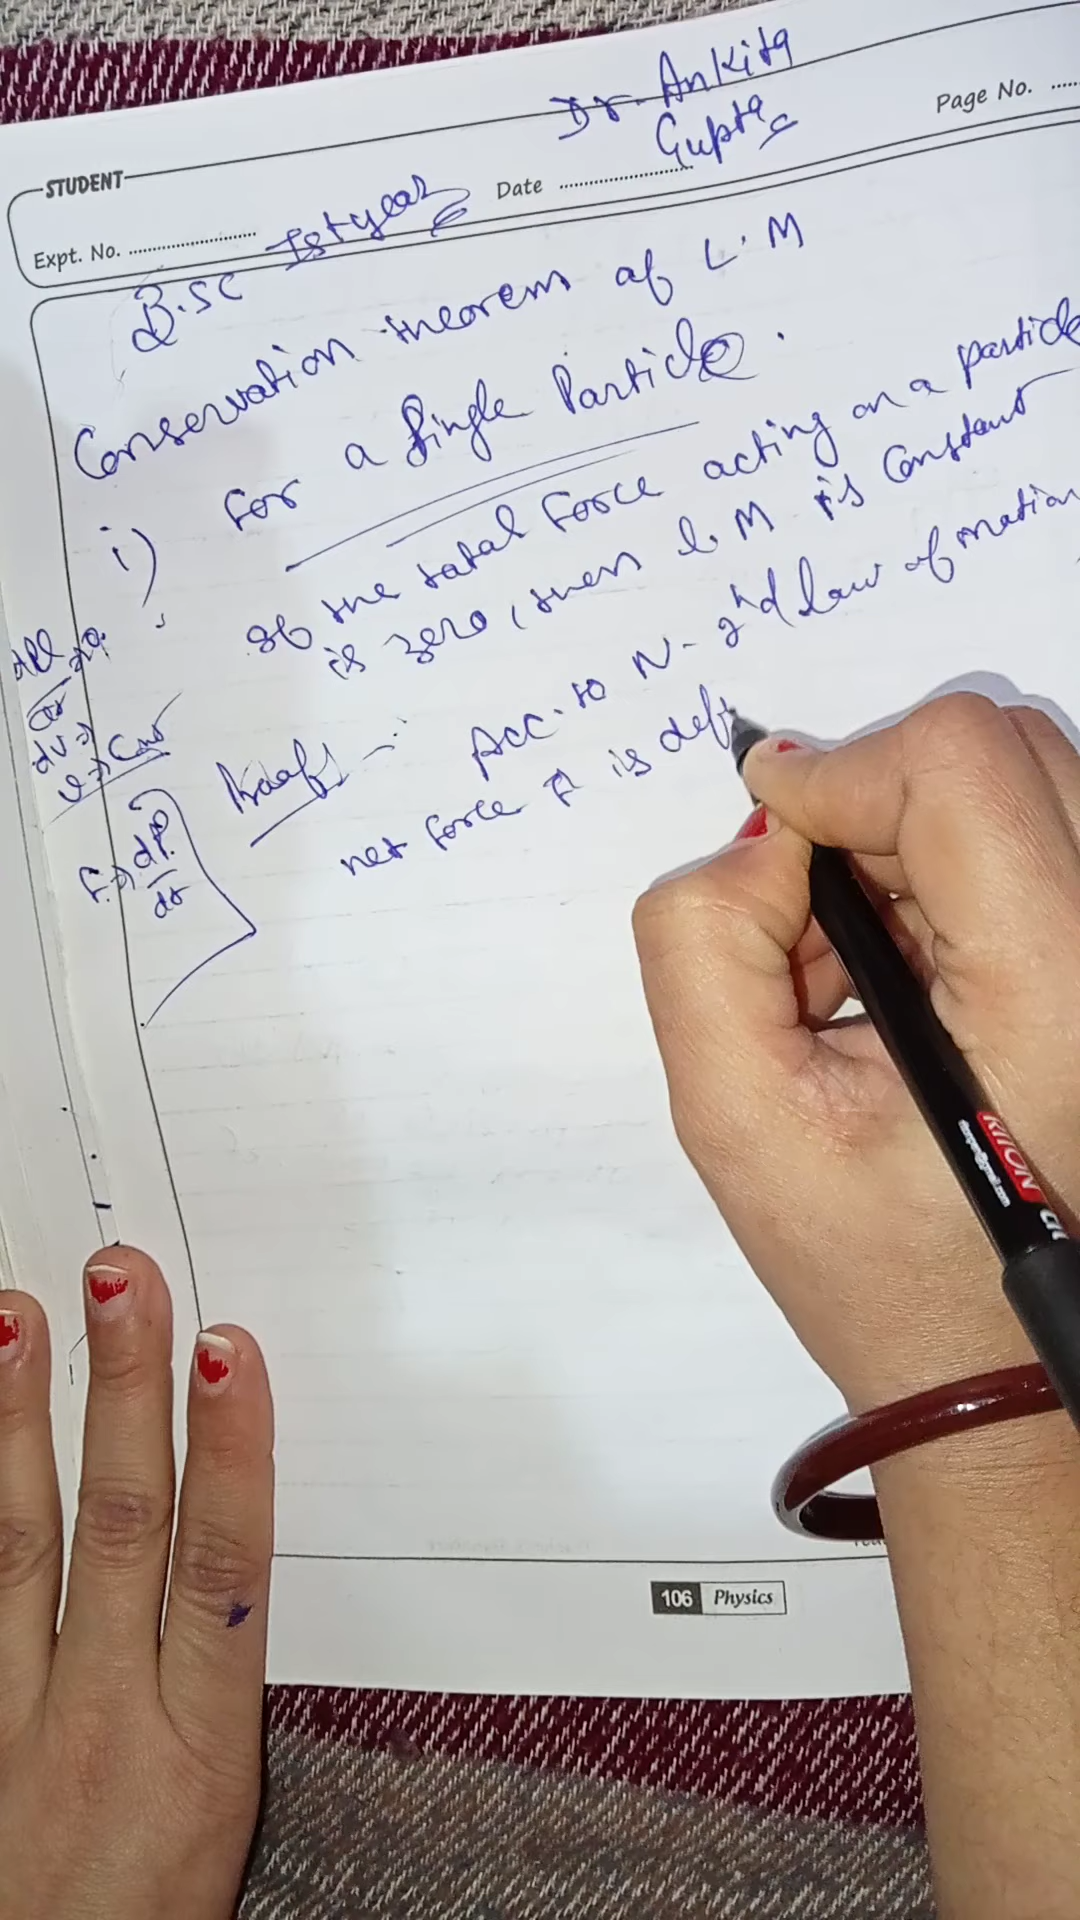 Dr. Ankita
Gupta
Page No. .....
STUDENT
Date ....................
Expt. No. ....................
B.SC Ist year
Conservation theorem of L.M
for a Single Particle.
i)
If the total force acting on a particle
is zero, then L.M is Constant
Proof -:
Acc. to N- 2nd law of motion
net force F is def
F => dP/dt
106 Physics